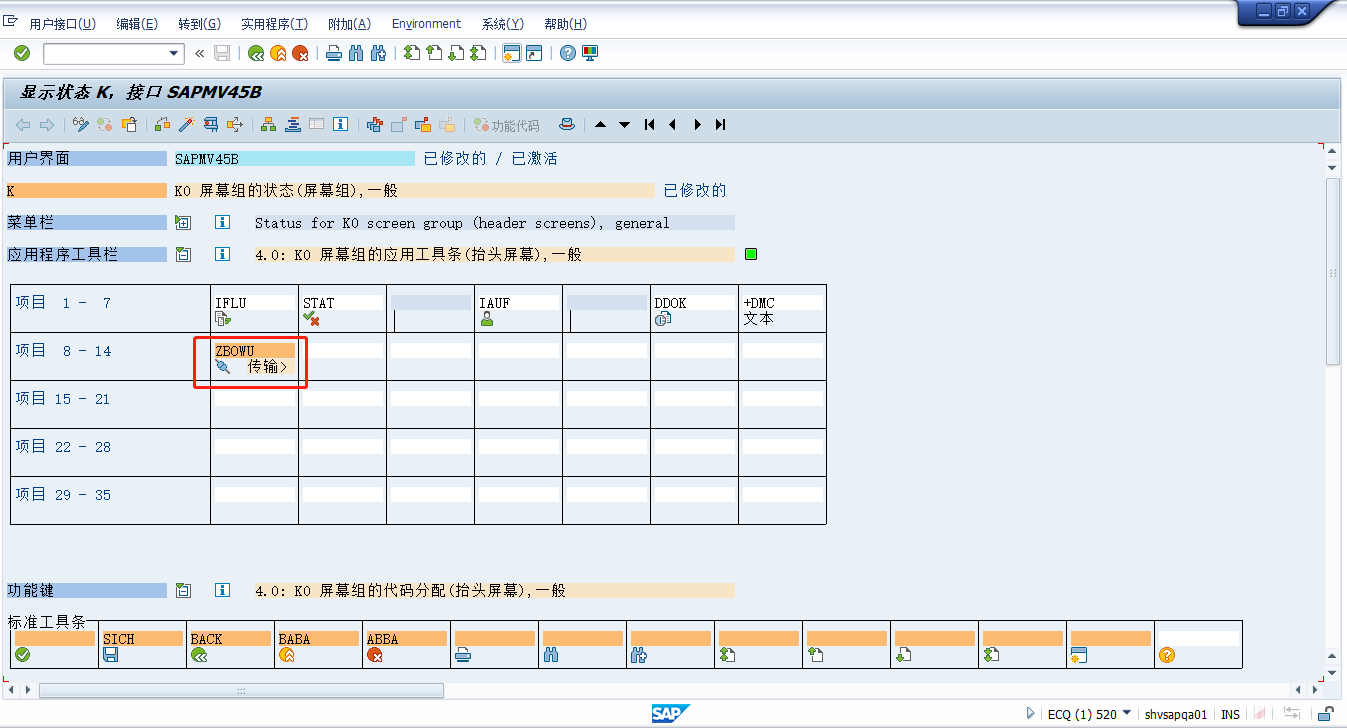 用户接口(U) 编辑(E) 转到(G) 实用程序(T) 附加(A) Environment 系统(Y) 帮助(H)
显示状态 K, 接口 SAPMV45B
功能代码
用户界面 SAPMV45B 已修改的 / 已激活
K K0 屏幕组的状态(屏幕组),一般 已修改的
菜单栏 Status for K0 screen group (header screens), general
应用程序工具栏 4.0: K0 屏幕组的应用工具条(抬头屏幕),一般
项目 1 - 7 IFLU STAT IAUF DDOK +DMC
文本
项目 8 - 14 ZBOWU
传输>
项目 15 - 21
项目 22 - 28
项目 29 - 35
功能键 4.0: K0 屏幕组的代码分配(抬头屏幕),一般
标准工具条
SICH BACK BABA ABBA
SAP ECQ (1) 520 shvsapqa01 INS